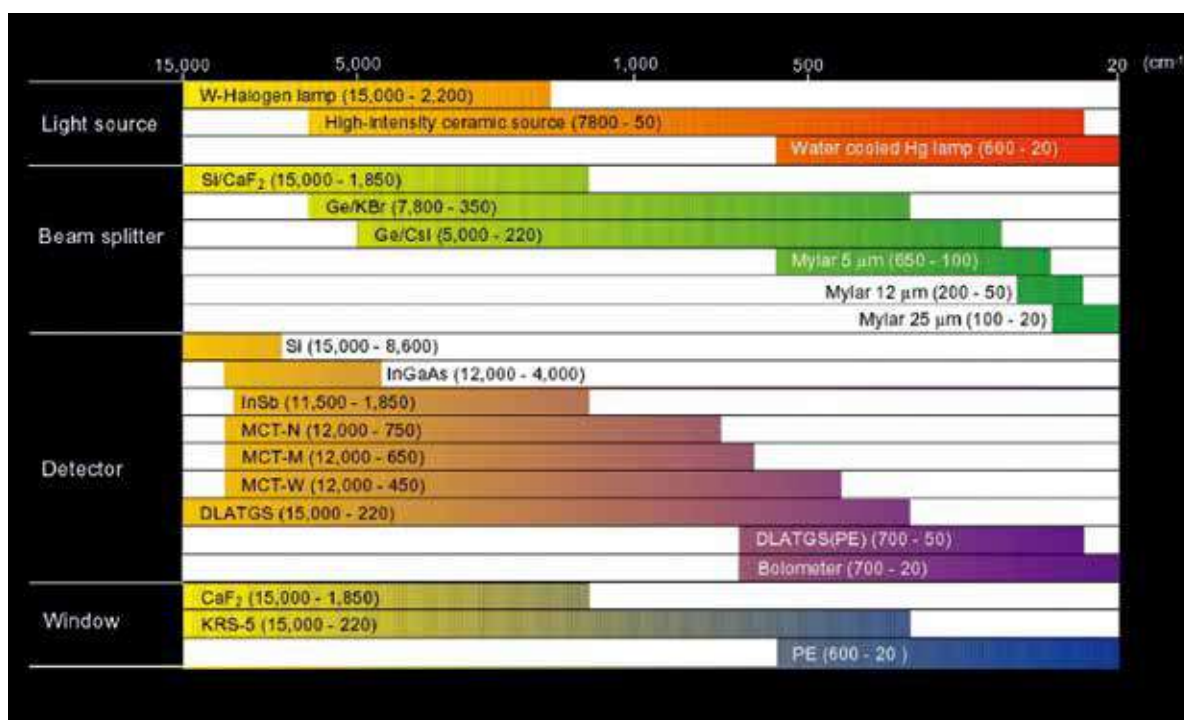 15,000 5,000 1,000 500 20 (cm-1
Light source
W-Halogen lamp (15,000 - 2,200)
High-intensity ceramic source (7800 - 50)
Water cooled Hg lamp (600 - 20)
Beam splitter
Si/CaF₂ (15,000 - 1,850)
Ge/KBr (7,800 - 350)
Ge/CsI (5,000 - 220)
Mylar 5 μm (650 - 100)
Mylar 12 μm (200 - 50)
Mylar 25 μm (100 - 20)
Detector
Si (15,000 - 8,600)
InGaAs (12,000 - 4,000)
InSb (11,500 - 1,850)
MCT-N (12,000 - 750)
MCT-M (12,000 - 650)
MCT-W (12,000 - 450)
DLATGS (15,000 - 220)
DLATGS(PE) (700 - 50)
Bolometer (700 - 20)
Window
CaF₂ (15,000 - 1,850)
KRS-5 (15,000 - 220)
PE (600 - 20 )